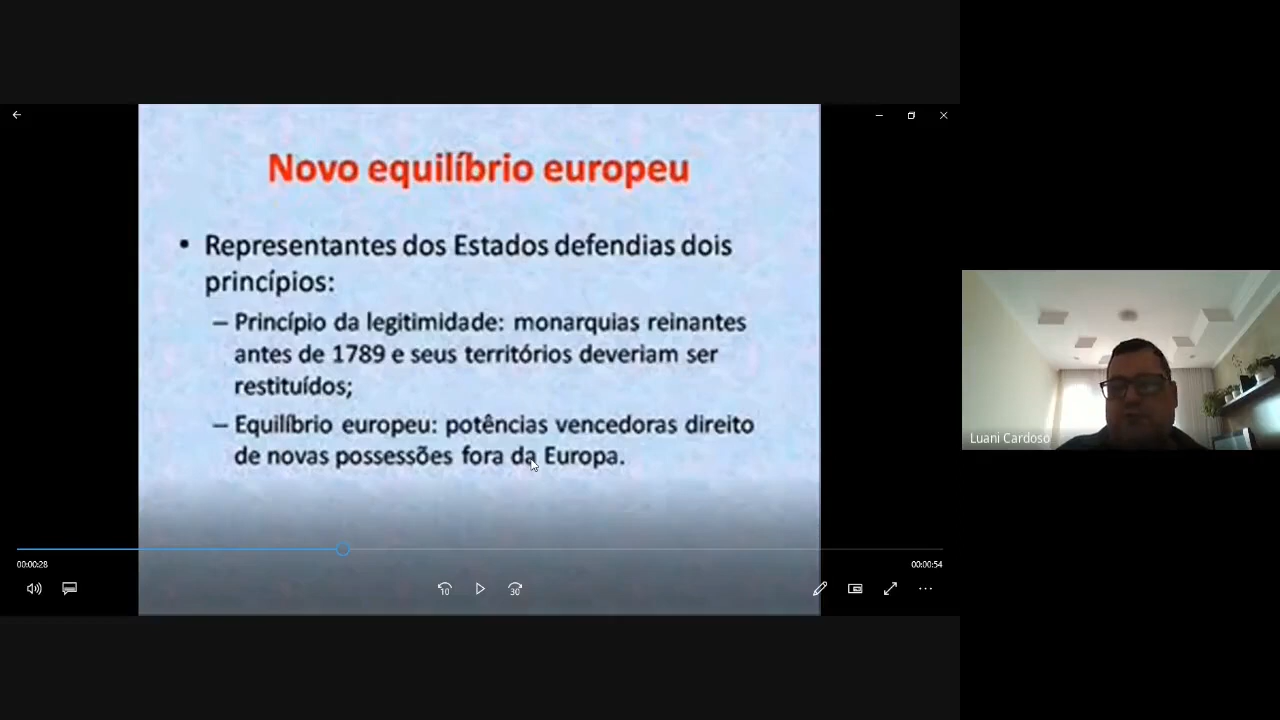 Novo equilíbrio europeu
• Representantes dos Estados defendias dois
princípios:
– Princípio da legitimidade: monarquias reinantes
antes de 1789 e seus territórios deveriam ser
restituídos;
– Equilíbrio europeu: potências vencedoras direito
de novas possessões fora da Europa.
00:00:28
00:00:54
10
30
Luani Cardoso